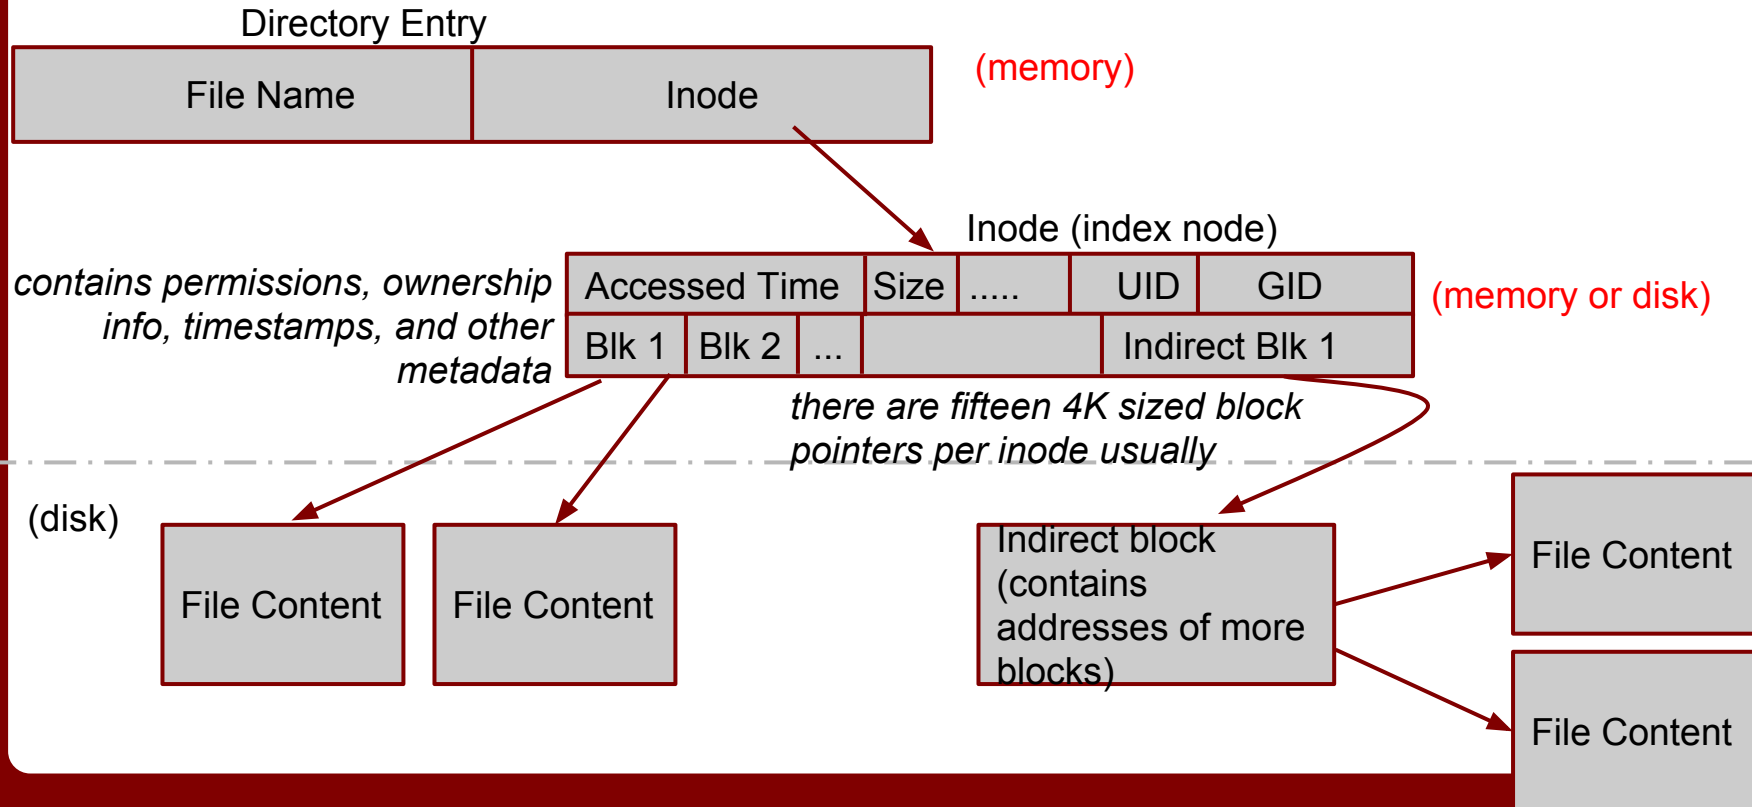 Directory Entry
File Name
Inode
(memory)
Inode (index node)
contains permissions, ownership
info, timestamps, and other
metadata
Accessed Time
Size
.....
UID
GID
(memory or disk)
Blk 1
Blk 2
...
Indirect Blk 1
there are fifteen 4K sized block
pointers per inode usually
(disk)
File Content
File Content
Indirect block
(contains
addresses of more
blocks)
File Content
File Content